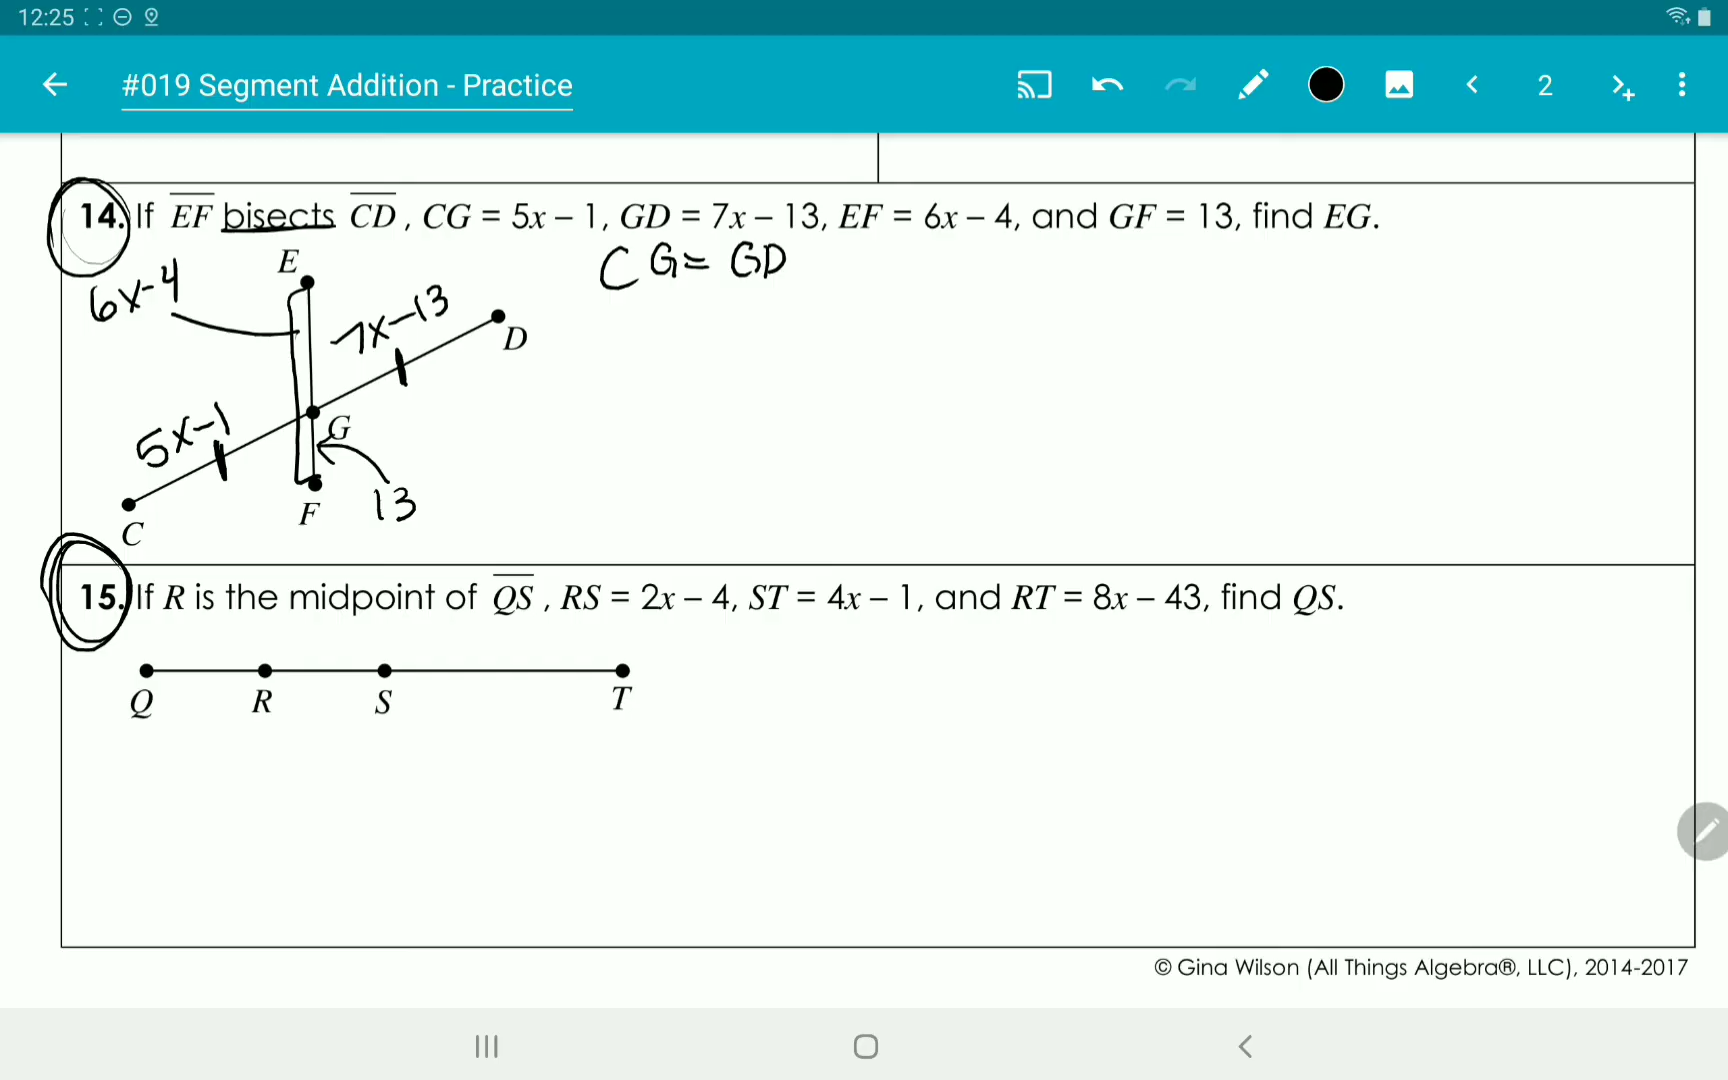 12:25
#019 Segment Addition - Practice
2
14. If EF bisects CD, CG = 5x – 1, GD = 7x – 13, EF = 6x – 4, and GF = 13, find EG.
CG = GD
E
6x-4
7x-13
D
5x-1
G
C
F
13
15. If R is the midpoint of QS, RS = 2x – 4, ST = 4x – 1, and RT = 8x – 43, find QS.
Q R S T
© Gina Wilson (All Things Algebra®, LLC), 2014-2017